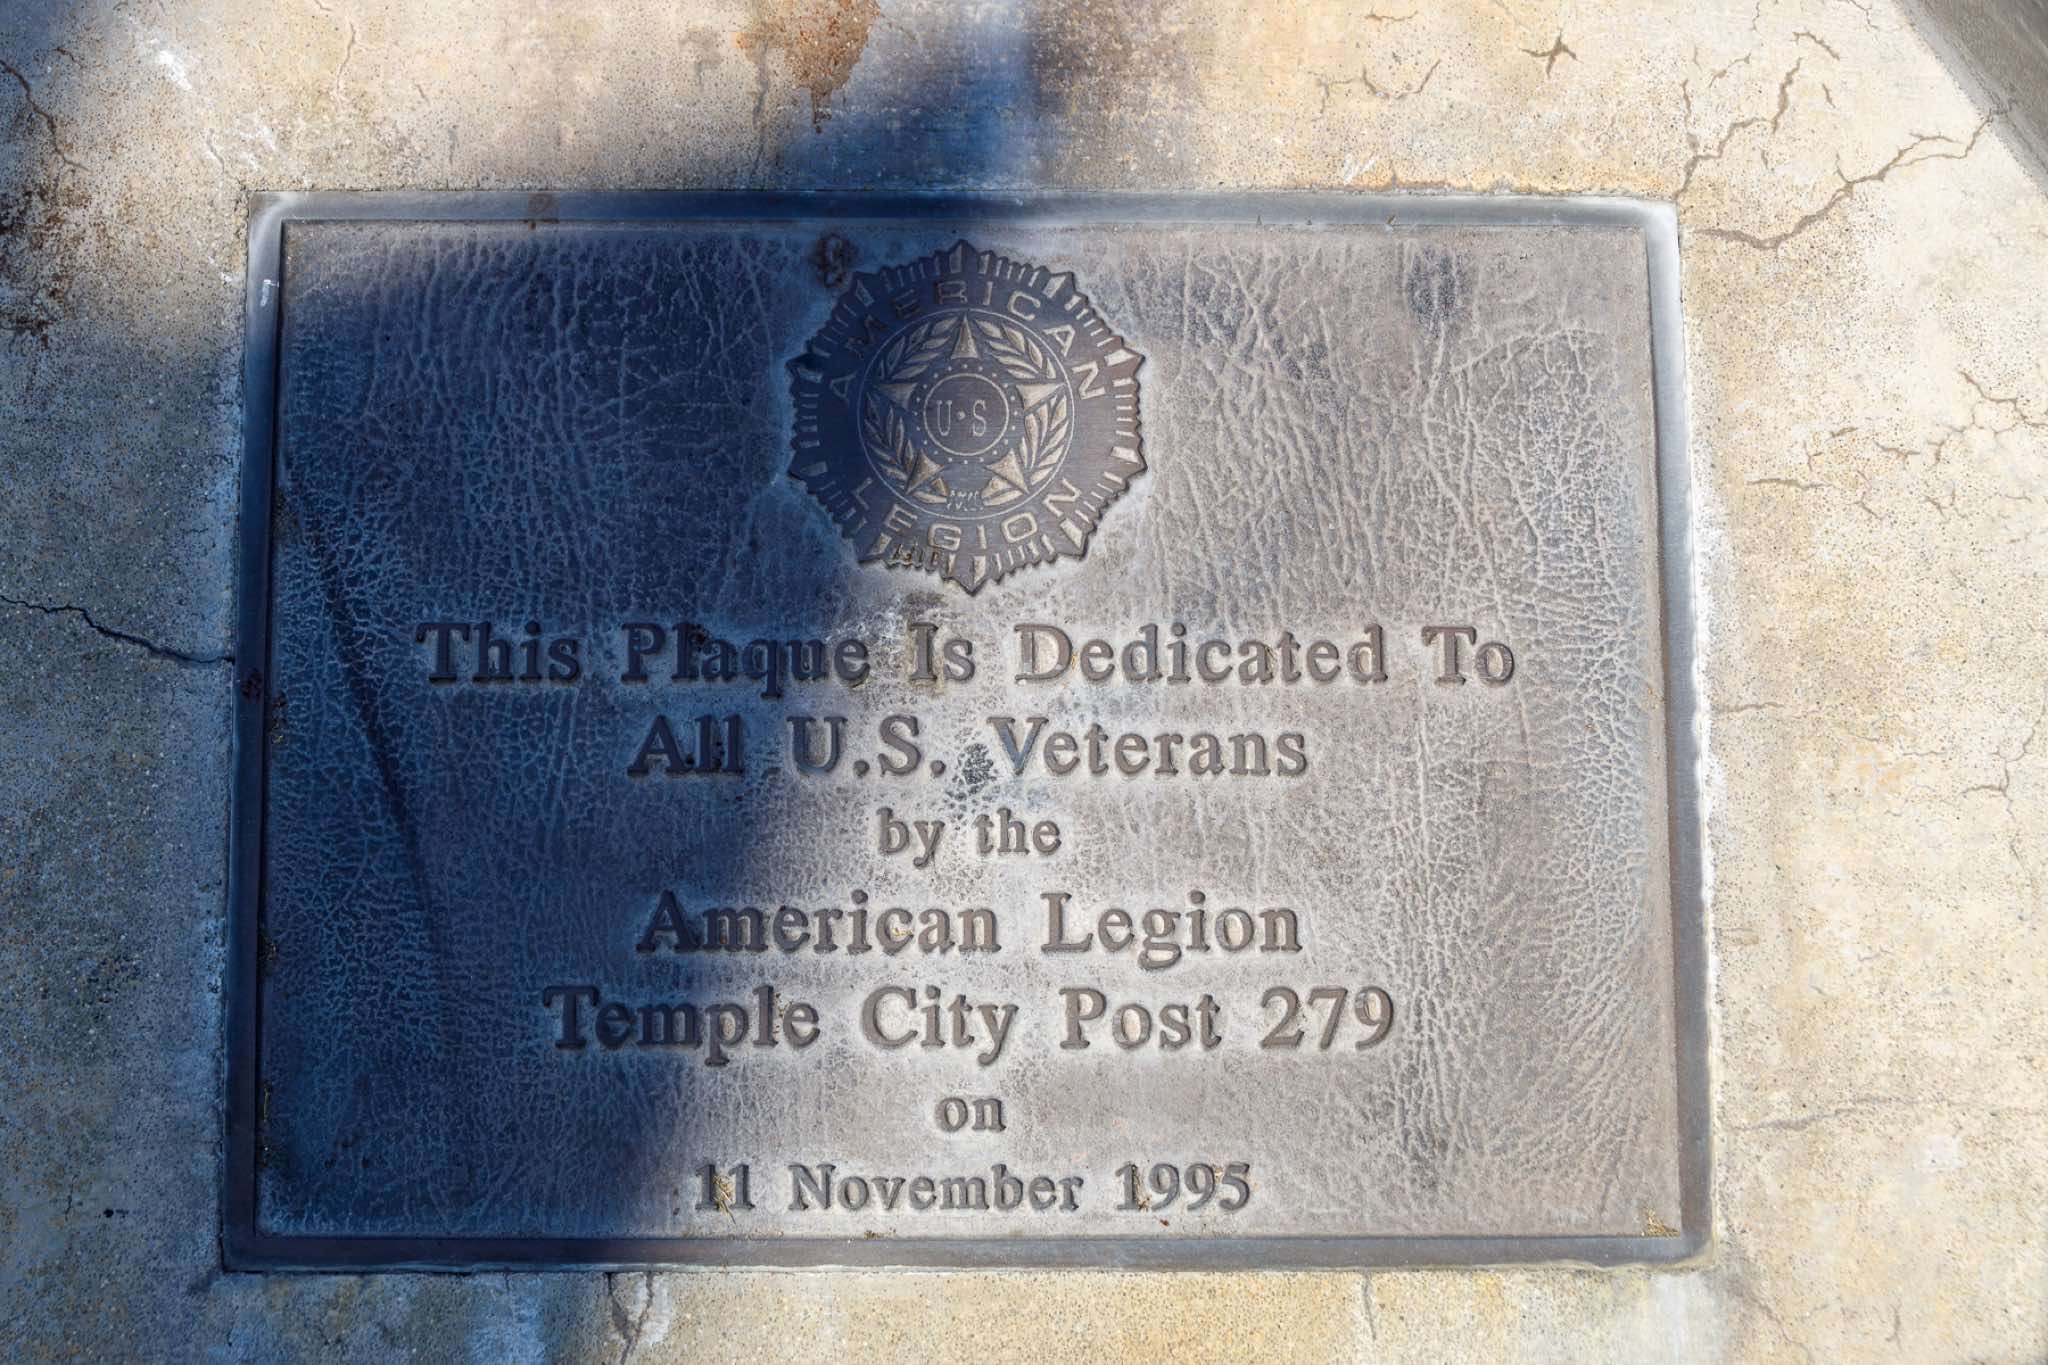 AMERICAN
U·S
LEGION
This Plaque Is Dedicated To
All U.S. Veterans
by the
American Legion
Temple City Post 279
on
11 November 1995